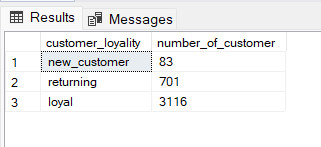 Results Messages
customer_loyality number_of_customer
1 new_customer 83
2 returning 701
3 loyal 3116